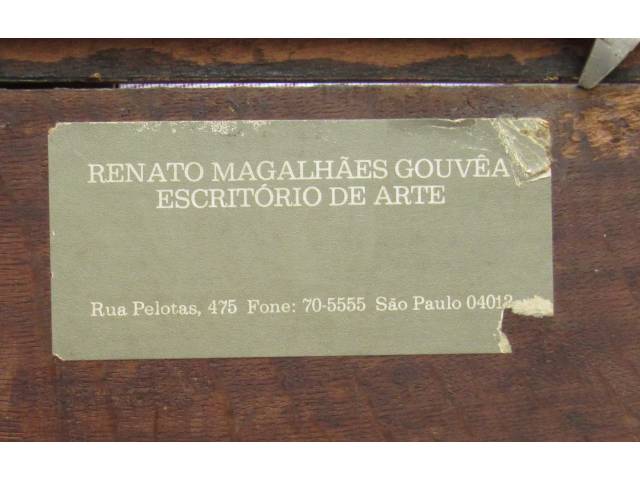 RENATO MAGALHÃES GOUVÊA
ESCRITÓRIO DE ARTE
Rua Pelotas, 475 Fone: 70-5555 São Paulo 04012